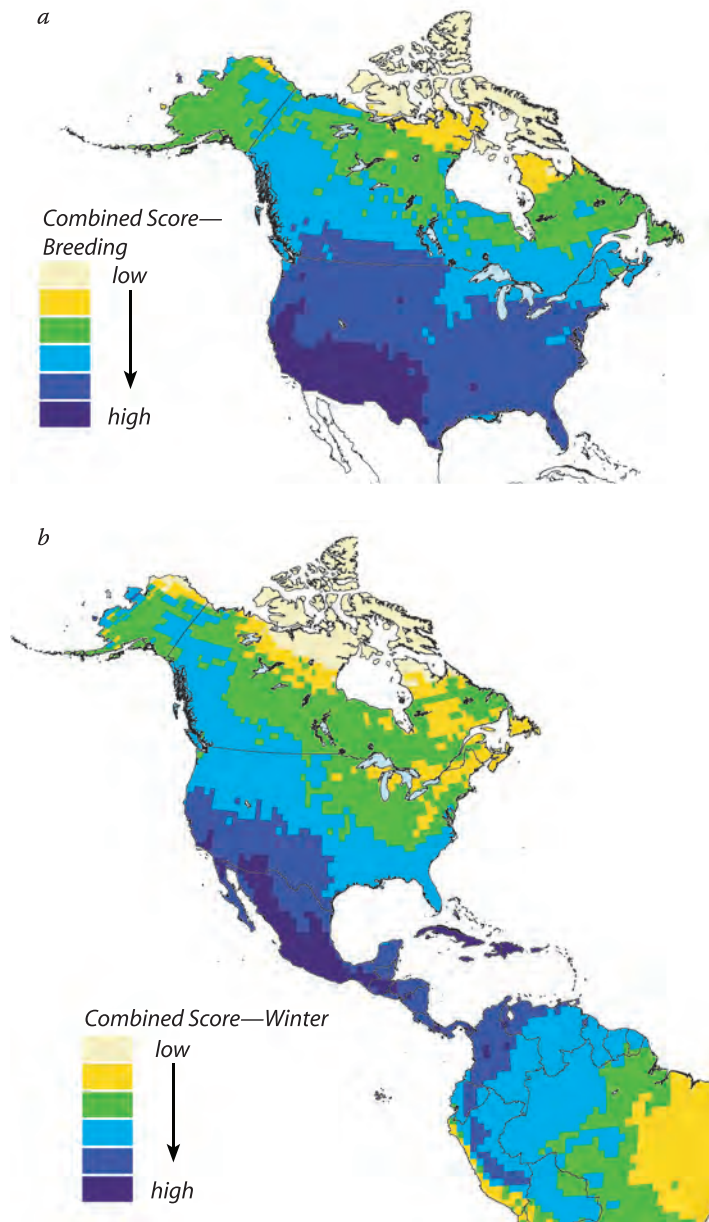 a
Combined Score—
Breeding
low
high
b
Combined Score—Winter
low
high